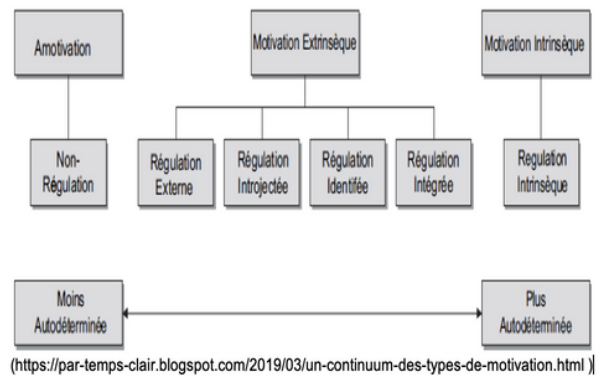 Amotivation
Motivation Extrinsèque
Motivation Intrinsèque
Non-
Régulation
Régulation
Externe
Régulation
Introjectée
Régulation
Identifée
Régulation
Intégrée
Regulation
Intrinsèque
Moins
Autodéterminée
Plus
Autodéterminée
(https://par-temps-clair.blogspot.com/2019/03/un-continuum-des-types-de-motivation.html )